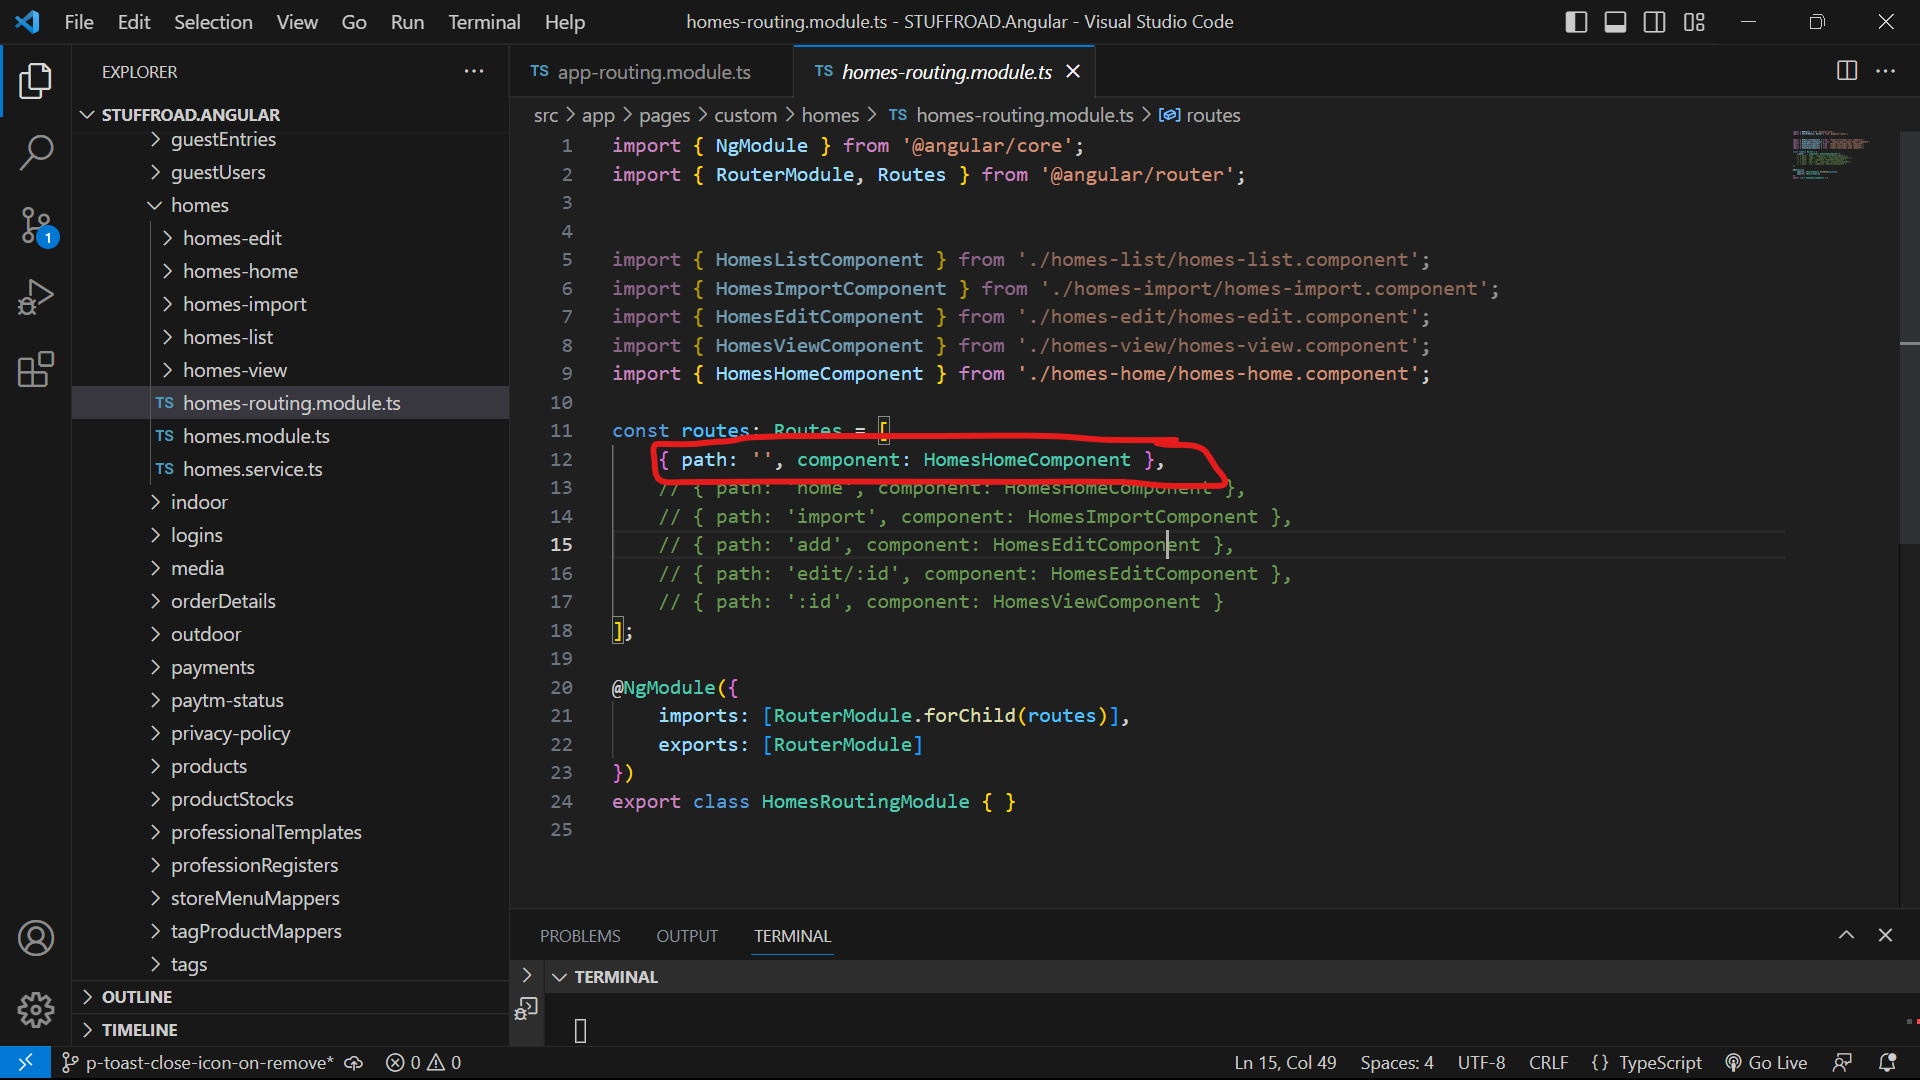 File Edit Selection View Go Run Terminal Help
homes-routing.module.ts - STUFFROAD.Angular - Visual Studio Code
EXPLORER
STUFFROAD.ANGULAR
guestEntries
guestUsers
homes
homes-edit
homes-home
homes-import
homes-list
homes-view
TS homes-routing.module.ts
TS homes.module.ts
TS homes.service.ts
indoor
logins
media
orderDetails
outdoor
payments
paytm-status
privacy-policy
products
productStocks
professionalTemplates
professionRegisters
storeMenuMappers
tagProductMappers
tags
OUTLINE
TIMELINE
1
TS app-routing.module.ts
TS homes-routing.module.ts
src > app > pages > custom > homes > TS homes-routing.module.ts > routes
1 import { NgModule } from '@angular/core';
2 import { RouterModule, Routes } from '@angular/router';
3
4
5 import { HomesListComponent } from './homes-list/homes-list.component';
6 import { HomesImportComponent } from './homes-import/homes-import.component';
7 import { HomesEditComponent } from './homes-edit/homes-edit.component';
8 import { HomesViewComponent } from './homes-view/homes-view.component';
9 import { HomesHomeComponent } from './homes-home/homes-home.component';
10
11 const routes: Routes = [
12 { path: '', component: HomesHomeComponent },
13 // { path: 'home', component: HomesHomeComponent },
14 // { path: 'import', component: HomesImportComponent },
15 // { path: 'add', component: HomesEditComponent },
16 // { path: 'edit/:id', component: HomesEditComponent },
17 // { path: ':id', component: HomesViewComponent }
18 ];
19
20 @NgModule({
21 imports: [RouterModule.forChild(routes)],
22 exports: [RouterModule]
23 })
24 export class HomesRoutingModule { }
25
PROBLEMS OUTPUT TERMINAL
TERMINAL
p-toast-close-icon-on-remove* 0 0
Ln 15, Col 49 Spaces: 4 UTF-8 CRLF { } TypeScript Go Live